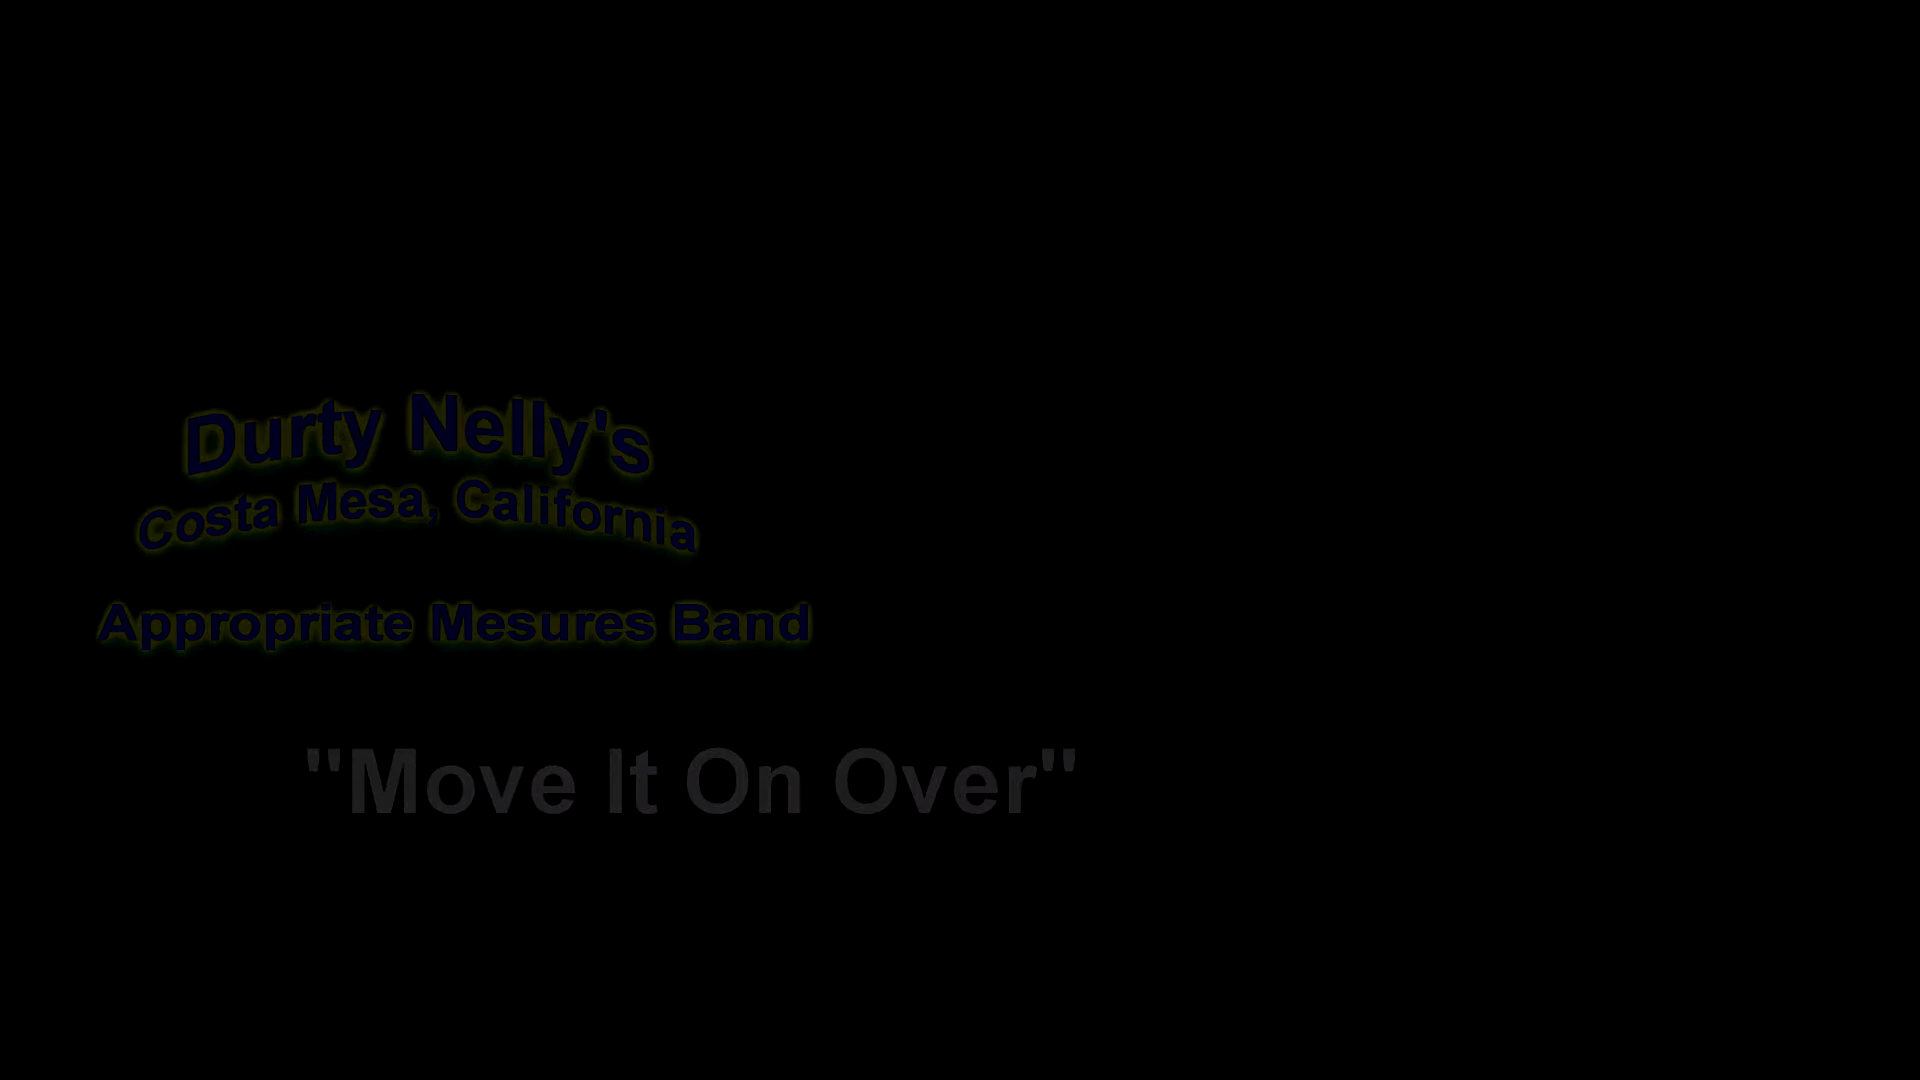 Durty Nelly's
Costa Mesa, California
Appropriate Mesures Band
"Move It On Over"